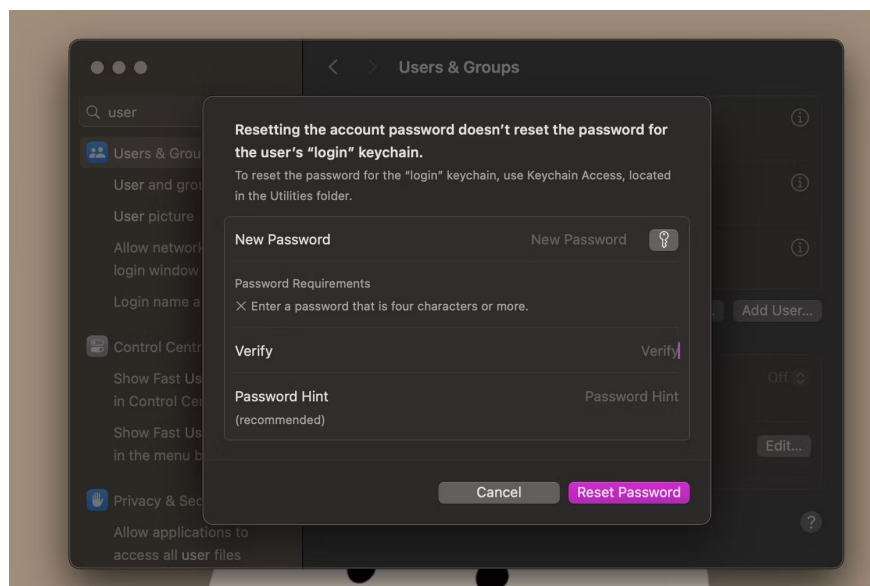 Users & Groups
user
Users & Grou
User and grou
User picture
Allow network
login window
Login name a
Control Centr
Show Fast Us
in Control Cen
Show Fast Us
in the menu b
Privacy & Sec
Allow applications to
access all user files
Resetting the account password doesn’t reset the password for
the user’s “login” keychain.
To reset the password for the “login” keychain, use Keychain Access, located
in the Utilities folder.
New Password
New Password
Password Requirements
Enter a password that is four characters or more.
Verify
Verify
Password Hint
Password Hint
(recommended)
Cancel
Reset Password
Add User...
Off
Edit...
?